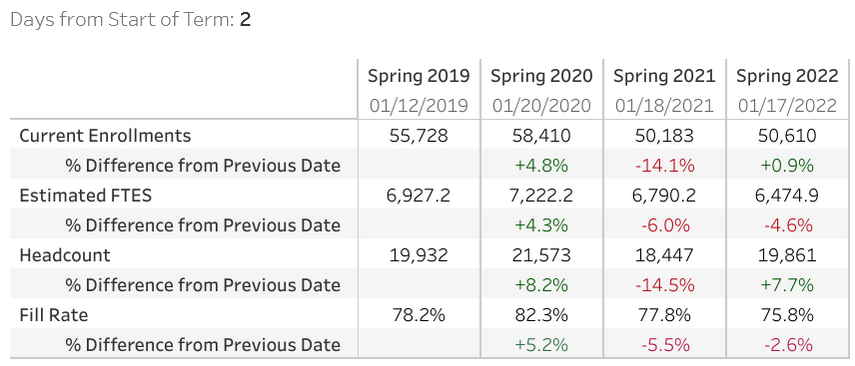 Days from Start of Term: 2
Spring 2019 Spring 2020 Spring 2021 Spring 2022
01/12/2019 01/20/2020 01/18/2021 01/17/2022
Current Enrollments 55,728 58,410 50,183 50,610
% Difference from Previous Date +4.8% -14.1% +0.9%
Estimated FTES 6,927.2 7,222.2 6,790.2 6,474.9
% Difference from Previous Date +4.3% -6.0% -4.6%
Headcount 19,932 21,573 18,447 19,861
% Difference from Previous Date +8.2% -14.5% +7.7%
Fill Rate 78.2% 82.3% 77.8% 75.8%
% Difference from Previous Date +5.2% -5.5% -2.6%